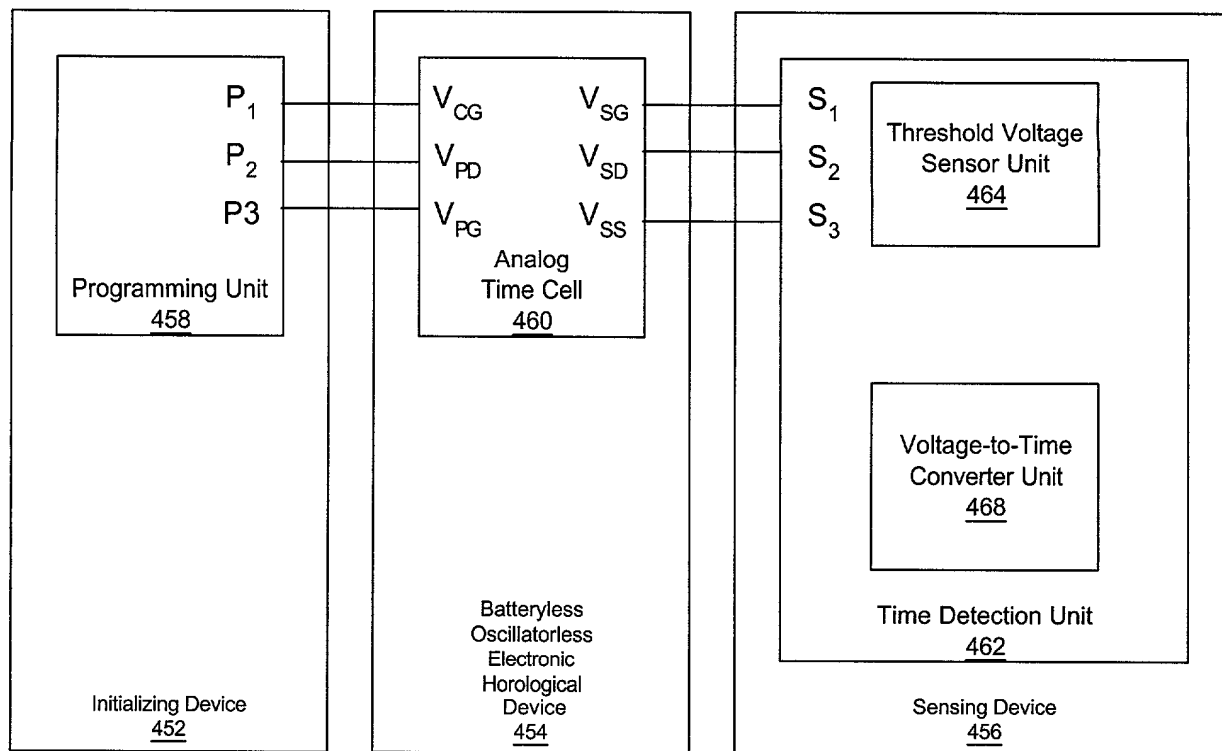 P1
P2
P3
Programming Unit
458
Initializing Device
452
VCG
VPD
VPG
VSG
VSD
VSS
Analog
Time Cell
460
Batteryless
Oscillatorless
Electronic
Horological
Device
454
S1
S2
S3
Threshold Voltage
Sensor Unit
464
Voltage-to-Time
Converter Unit
468
Time Detection Unit
462
Sensing Device
456